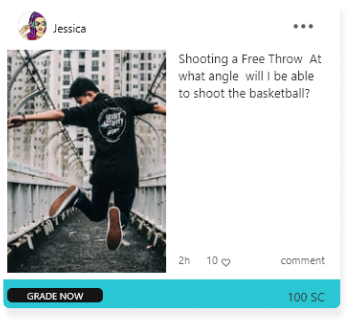 Jessica
Shooting a Free Throw  At
what angle  will I be able
to shoot the basketball?
2h
10
comment
GRADE NOW
100 SC